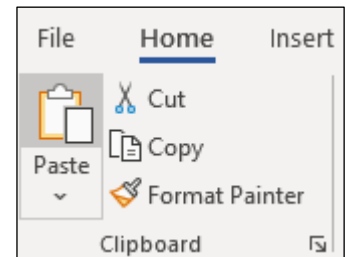 File Home Insert
Cut
Copy
Paste
Format Painter
Clipboard